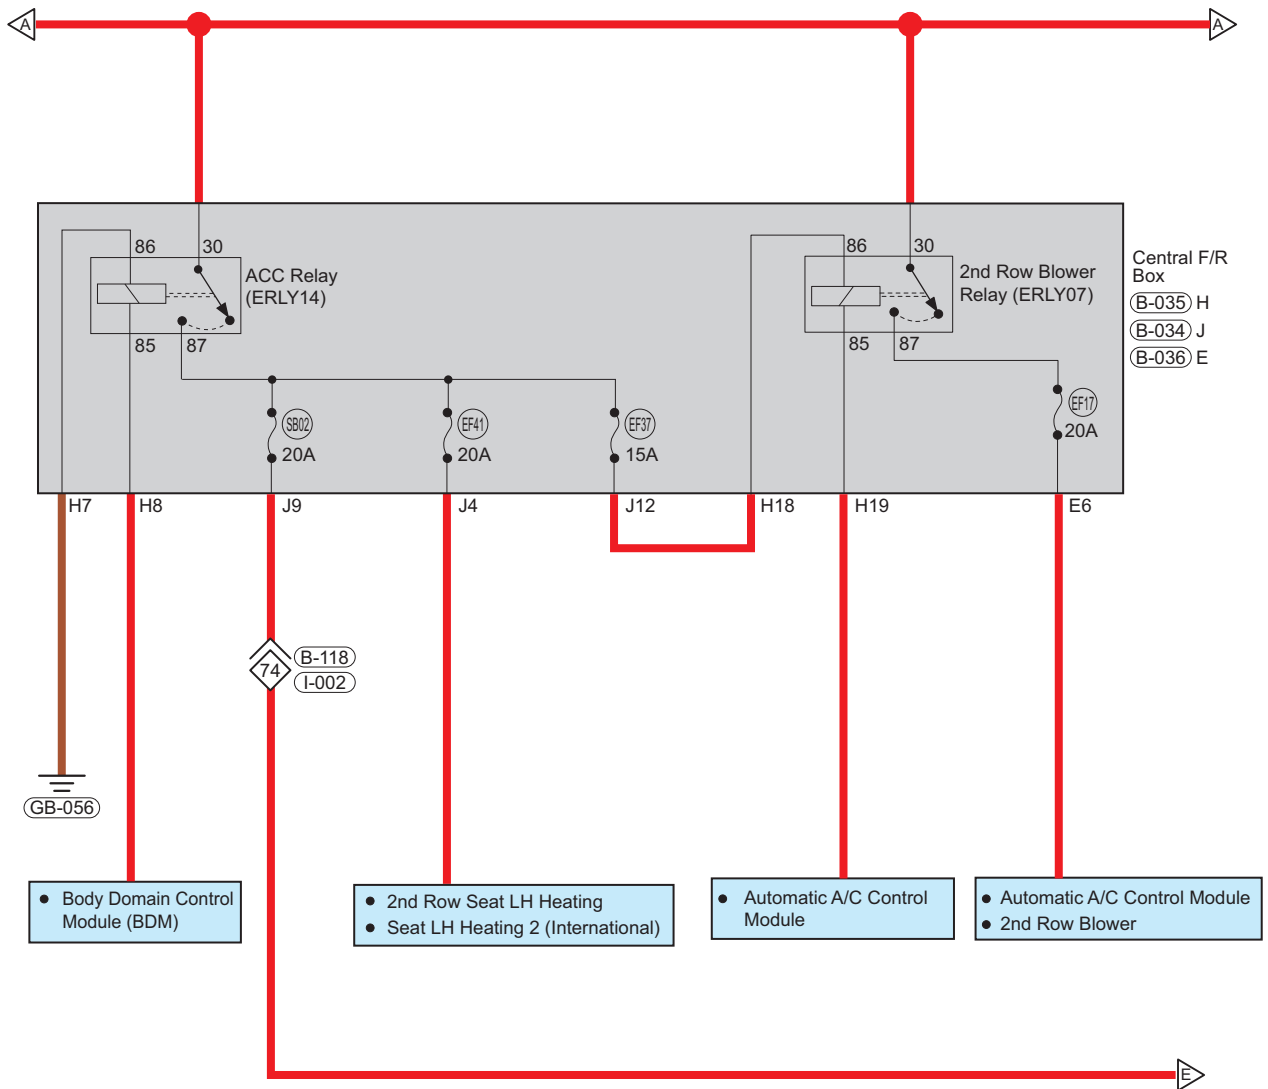 A
A
86
30
ACC Relay
(ERLY14)
85
87
86
30
2nd Row Blower
Relay (ERLY07)
85
87
Central F/R
Box
B-035 H
B-034 J
B-036 E
SB02
20A
EF41
20A
EF37
15A
EF17
20A
H7
H8
J9
J4
J12
H18
H19
E6
74
B-118
I-002
GB-056
● Body Domain Control
Module (BDM)
● 2nd Row Seat LH Heating
● Seat LH Heating 2 (International)
● Automatic A/C Control
Module
● Automatic A/C Control Module
● 2nd Row Blower
E